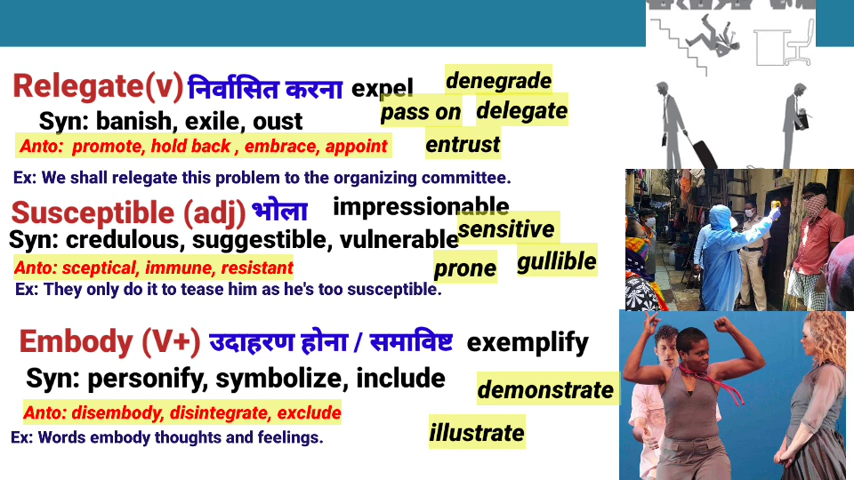 Relegate(v) निर्वासित करना expel denegrade
pass on delegate
Syn: banish, exile, oust
Anto: promote, hold back , embrace, appoint entrust
Ex: We shall relegate this problem to the organizing committee.
Susceptible (adj) भोला impressionable
sensitive
Syn: credulous, suggestible, vulnerable
Anto: sceptical, immune, resistant prone gullible
Ex: They only do it to tease him as he's too susceptible.
Embody (V+) उदाहरण होना / समाविष्ट exemplify
Syn: personify, symbolize, include demonstrate
Anto: disembody, disintegrate, exclude
illustrate
Ex: Words embody thoughts and feelings.